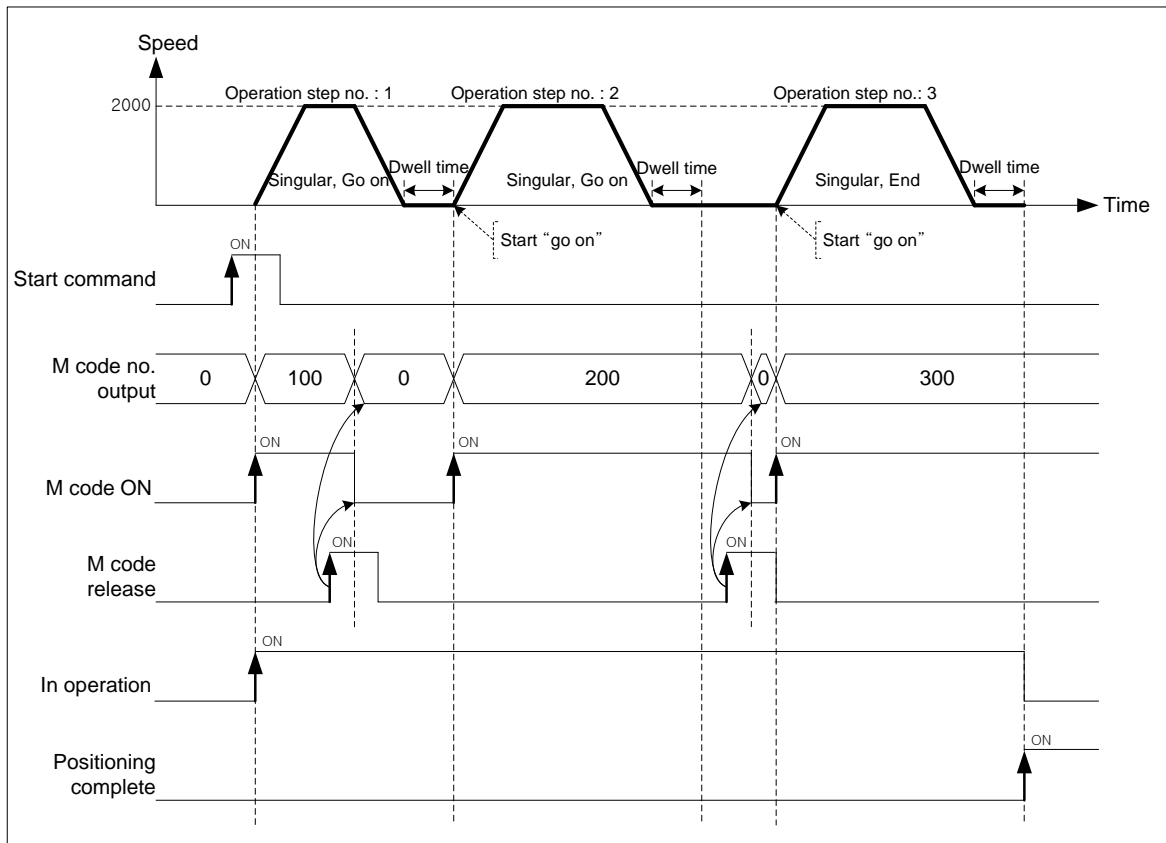 Speed
2000
Operation step no. : 1
Operation step no. : 2
Operation step no.: 3
Dwell time
Dwell time
Dwell time
Singular, Go on
Singular, Go on
Singular, End
Time
Start “go on”
Start “go on”
Start command
ON
M code no.
output
0
100
0
200
0
300
M code ON
ON
ON
ON
M code
release
ON
ON
In operation
ON
Positioning
complete
ON